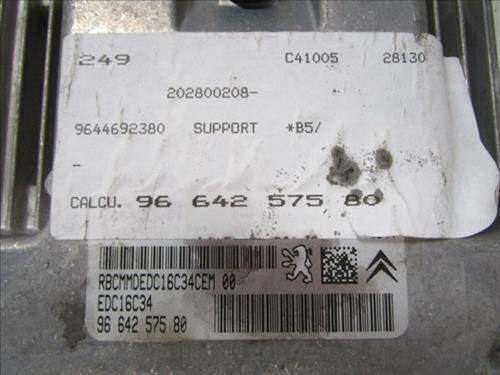 249 C41005 28130
202800208-
9644692380 SUPPORT *B5/
-
CALCU. 96 642 575 80
RBCMMDEDC16C34CEM 00
EDC16C34
96 642 575 80